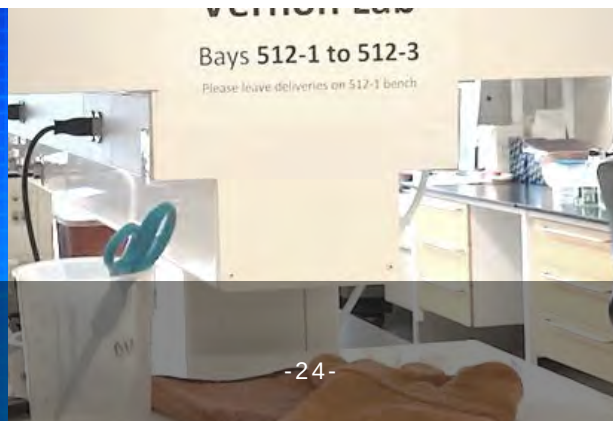 Vernon Lab
Bays 512-1 to 512-3
Please leave deliveries on 512-1 bench
-24-